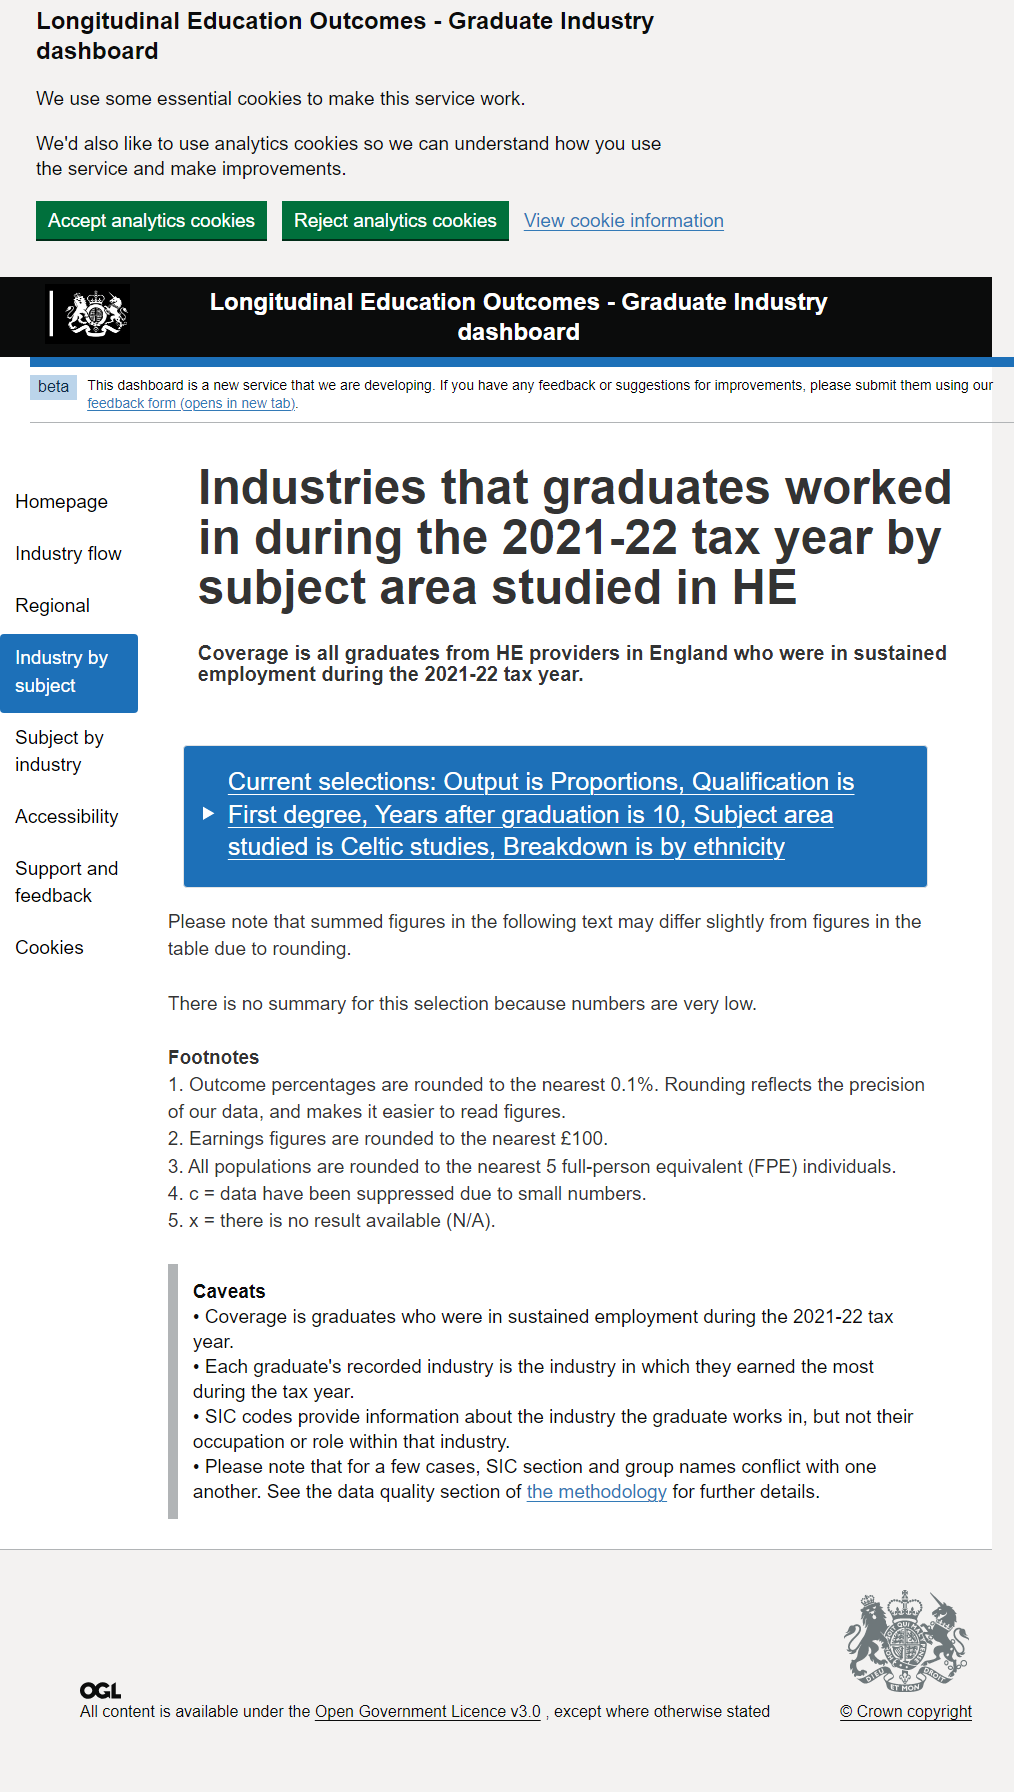 Longitudinal Education Outcomes - Graduate Industry
dashboard
We use some essential cookies to make this service work.
We'd also like to use analytics cookies so we can understand how you use
the service and make improvements.
Accept analytics cookies
Reject analytics cookies
View cookie information
Longitudinal Education Outcomes - Graduate Industry
dashboard
beta
This dashboard is a new service that we are developing. If you have any feedback or suggestions for improvements, please submit them using our
feedback form (opens in new tab).
Homepage
Industry flow
Regional
Industry by
subject
Subject by
industry
Accessibility
Support and
feedback
Cookies
Industries that graduates worked
in during the 2021-22 tax year by
subject area studied in HE
Coverage is all graduates from HE providers in England who were in sustained
employment during the 2021-22 tax year.
Current selections: Output is Proportions, Qualification is
First degree, Years after graduation is 10, Subject area
studied is Celtic studies, Breakdown is by ethnicity
Please note that summed figures in the following text may differ slightly from figures in the
table due to rounding.
There is no summary for this selection because numbers are very low.
Footnotes
1. Outcome percentages are rounded to the nearest 0.1%. Rounding reflects the precision
of our data, and makes it easier to read figures.
2. Earnings figures are rounded to the nearest £100.
3. All populations are rounded to the nearest 5 full-person equivalent (FPE) individuals.
4. c = data have been suppressed due to small numbers.
5. x = there is no result available (N/A).
Caveats
• Coverage is graduates who were in sustained employment during the 2021-22 tax
year.
• Each graduate's recorded industry is the industry in which they earned the most
during the tax year.
• SIC codes provide information about the industry the graduate works in, but not their
occupation or role within that industry.
• Please note that for a few cases, SIC section and group names conflict with one
another. See the data quality section of the methodology for further details.
DIEU ET MON DROIT
OGL
All content is available under the Open Government Licence v3.0 , except where otherwise stated
© Crown copyright